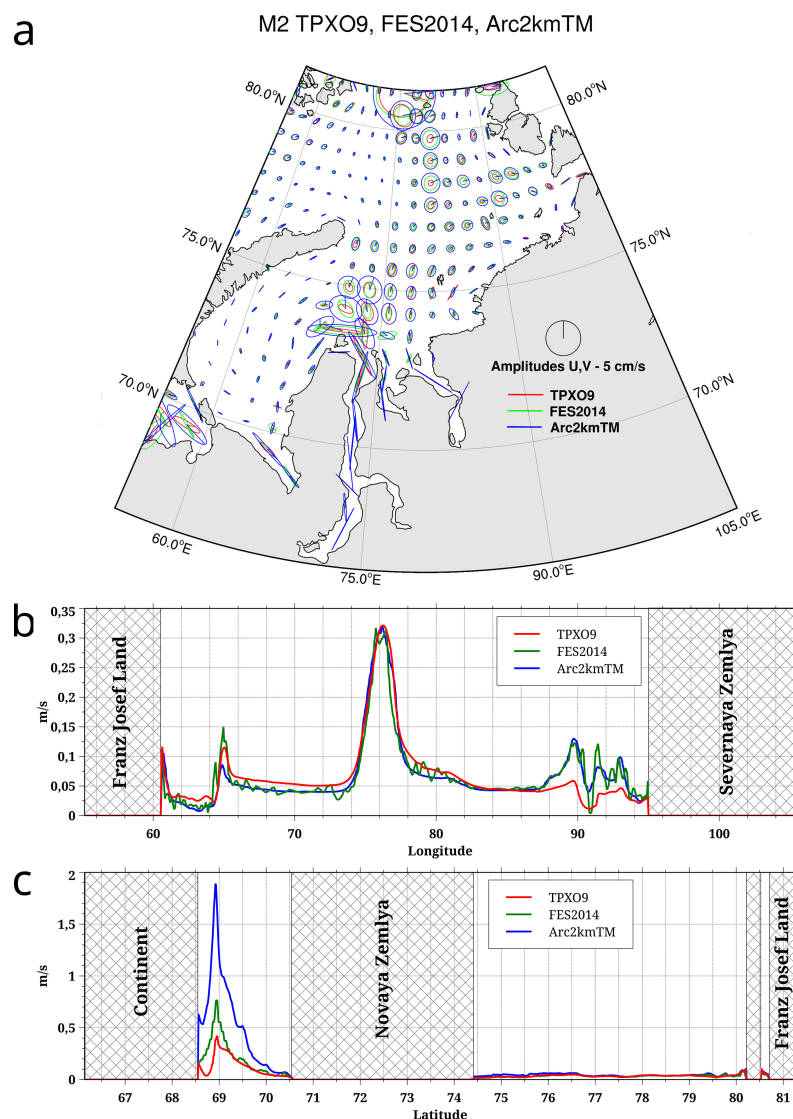 a
M2 TPXO9, FES2014, Arc2kmTM
80.0°N
80.0°N
75.0°N
75.0°N
Amplitudes U,V - 5 cm/s
70.0°N
70.0°N
TPXO9
FES2014
Arc2kmTM
60.0°E
75.0°E
90.0°E
105.0°E
b
0,35
0,3
0,25
0,2
0,15
0,1
0,05
0
m/s
Franz Josef Land
TPXO9
FES2014
Arc2kmTM
Severnaya Zemlya
60 70 80 90 100
Longitude
c
2
1,5
1
0,5
0
m/s
Continent
Novaya Zemlya
TPXO9
FES2014
Arc2kmTM
Franz Josef Land
67 68 69 70 71 72 73 74 75 76 77 78 79 80 81
Latitude